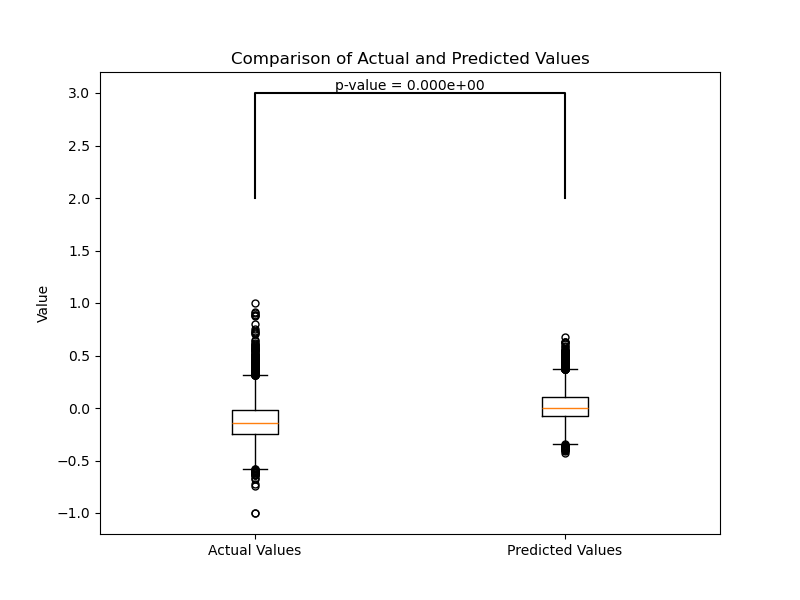 Comparison of Actual and Predicted Values
p-value = 0.000e+00
3.0
2.5
2.0
1.5
1.0
0.5
0.0
−0.5
−1.0
Value
Actual Values
Predicted Values